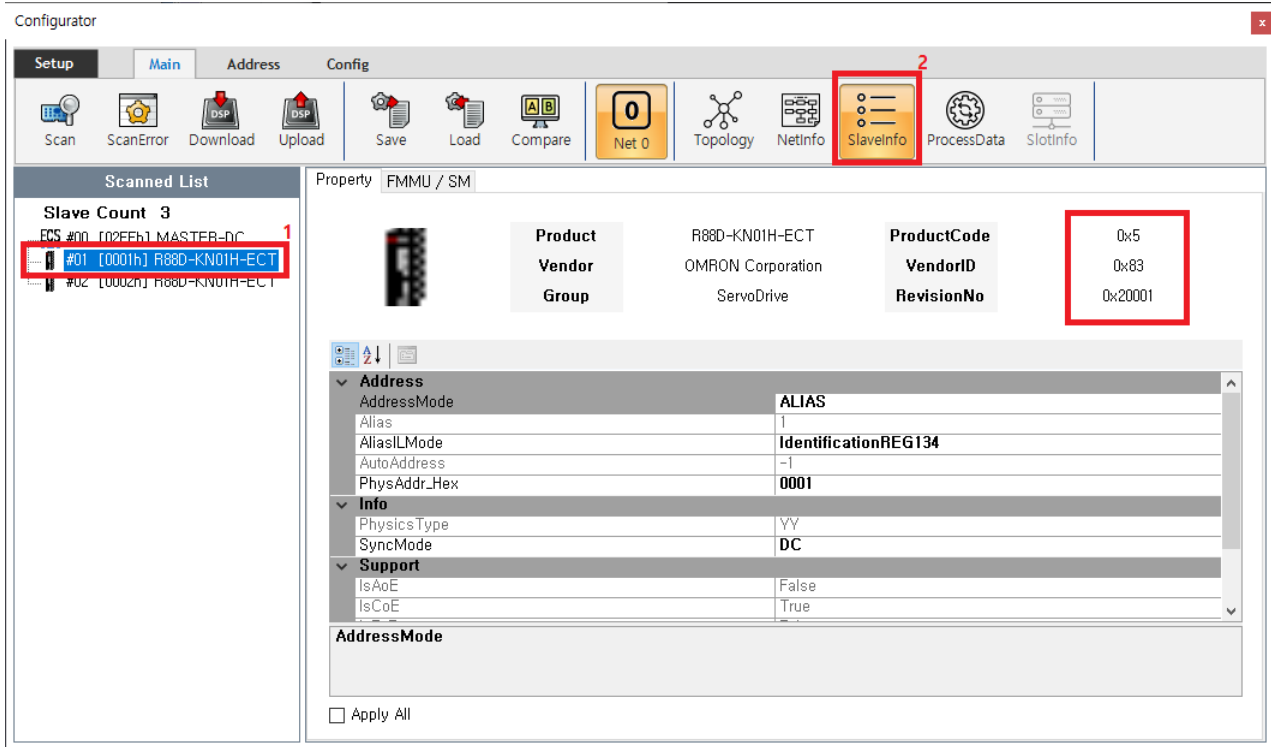 Configurator
x
Setup Main Address Config
2
Scan ScanError Download Upload Save Load Compare Net 0 Topology NetInfo SlaveInfo ProcessData SlotInfo
DSP DSP A B 0
Scanned List
Property FMMU / SM
Slave Count 3
ECS #00 [02EEh] MASTER-DC
1
#01 [0001h] R88D-KN01H-ECT
#02 [0002h] R88D-KN01H-ECT
Product R88D-KN01H-ECT ProductCode 0x5
Vendor OMRON Corporation VendorID 0x83
Group ServoDrive RevisionNo 0x20001
Address
AddressMode ALIAS
Alias 1
AliasILMode IdentificationREG134
AutoAddress -1
PhysAddr_Hex 0001
Info
PhysicsType YY
SyncMode DC
Support
IsAoE False
IsCoE True
AddressMode
Apply All